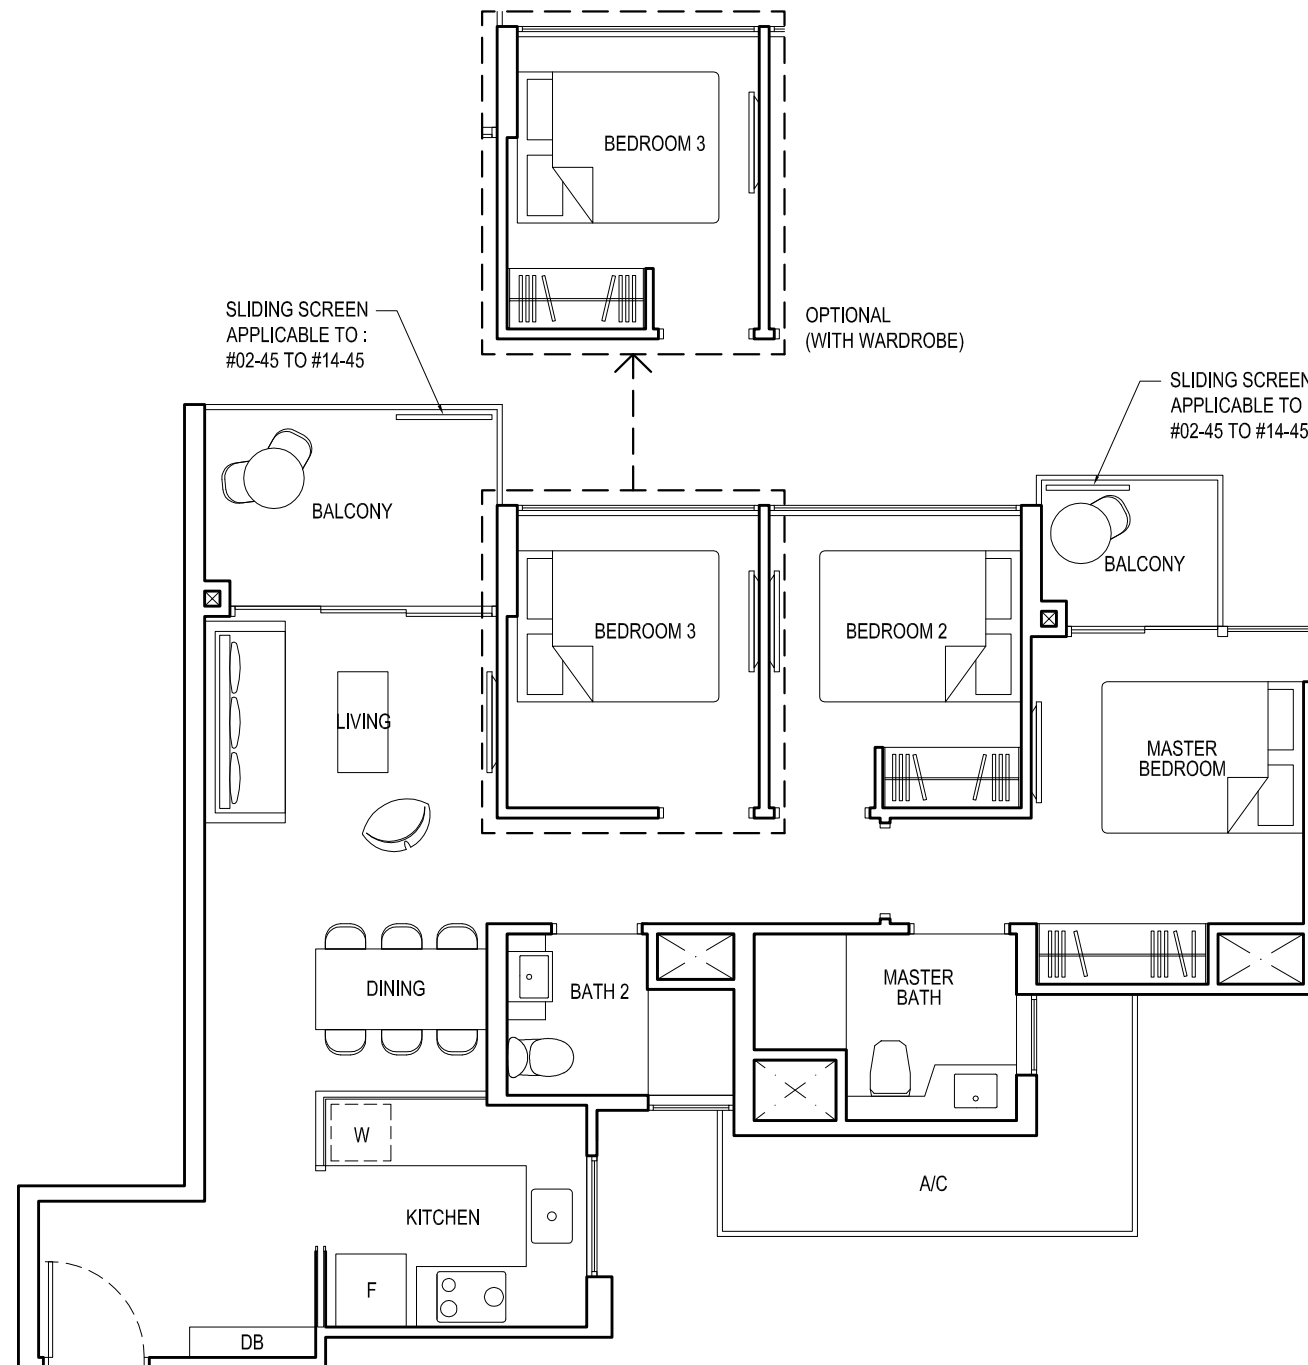 BEDROOM 3
SLIDING SCREEN
APPLICABLE TO :
#02-45 TO #14-45
OPTIONAL
(WITH WARDROBE)
SLIDING SCREEN
APPLICABLE TO
#02-45 TO #14-45
BALCONY
BALCONY
BEDROOM 3
BEDROOM 2
LIVING
MASTER
BEDROOM
DINING
BATH 2
MASTER
BATH
W
A/C
KITCHEN
F
DB